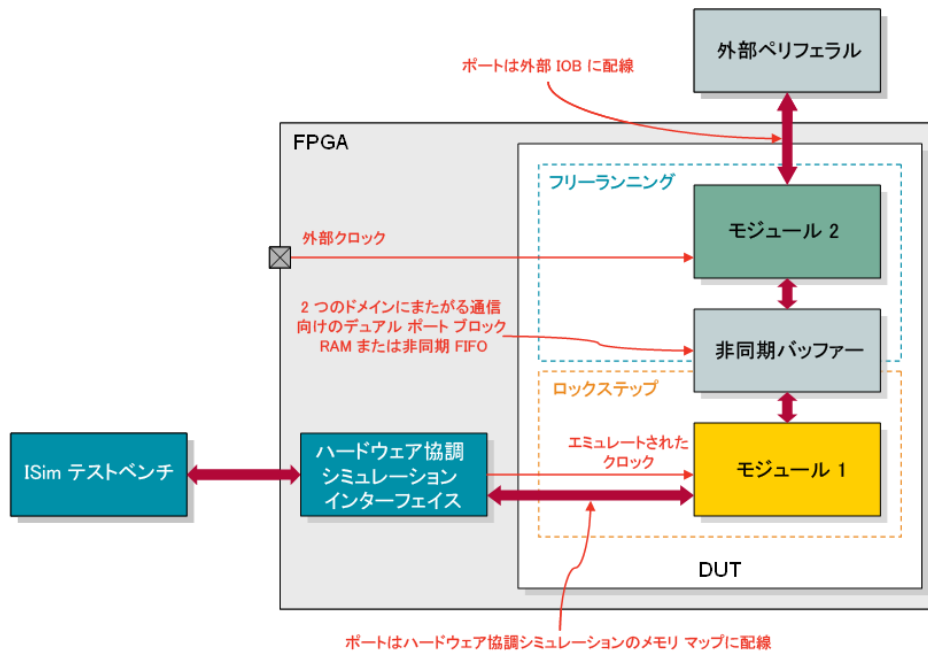 外部ペリフェラル
ポートは外部 IOB に配線
FPGA
フリーランニング
モジュール 2
外部クロック
2 つのドメインにまたがる通信
向けのデュアル ポート ブロック
RAM または非同期 FIFO
非同期バッファー
ロックステップ
ISim テストベンチ
ハードウェア協調
シミュレーション
インターフェイス
エミュレートされた
クロック
モジュール 1
DUT
ポートはハードウェア協調シミュレーションのメモリ マップに配線